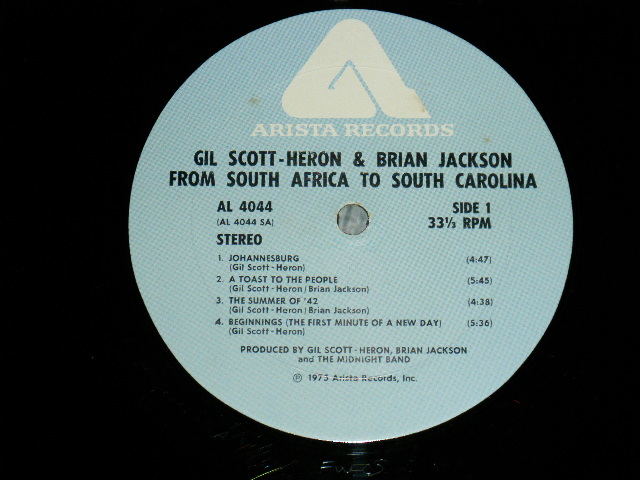 ARISTA RECORDS
GIL SCOTT-HERON & BRIAN JACKSON
FROM SOUTH AFRICA TO SOUTH CAROLINA
AL 4044 SIDE 1
(AL 4044 SA) 33⅓ RPM
STEREO
1. JOHANNESBURG (4:47)
(Gil Scott-Heron)
2. A TOAST TO THE PEOPLE (5:45)
(Gil Scott-Heron/Brian Jackson)
3. THE SUMMER OF '42 (4:38)
(Gil Scott-Heron/Brian Jackson)
4. BEGINNINGS (THE FIRST MINUTE OF A NEW DAY) (5:36)
(Gil Scott-Heron)
PRODUCED BY GIL SCOTT-HERON, BRIAN JACKSON
and THE MIDNIGHT BAND
℗ 1975 Arista Records, Inc.